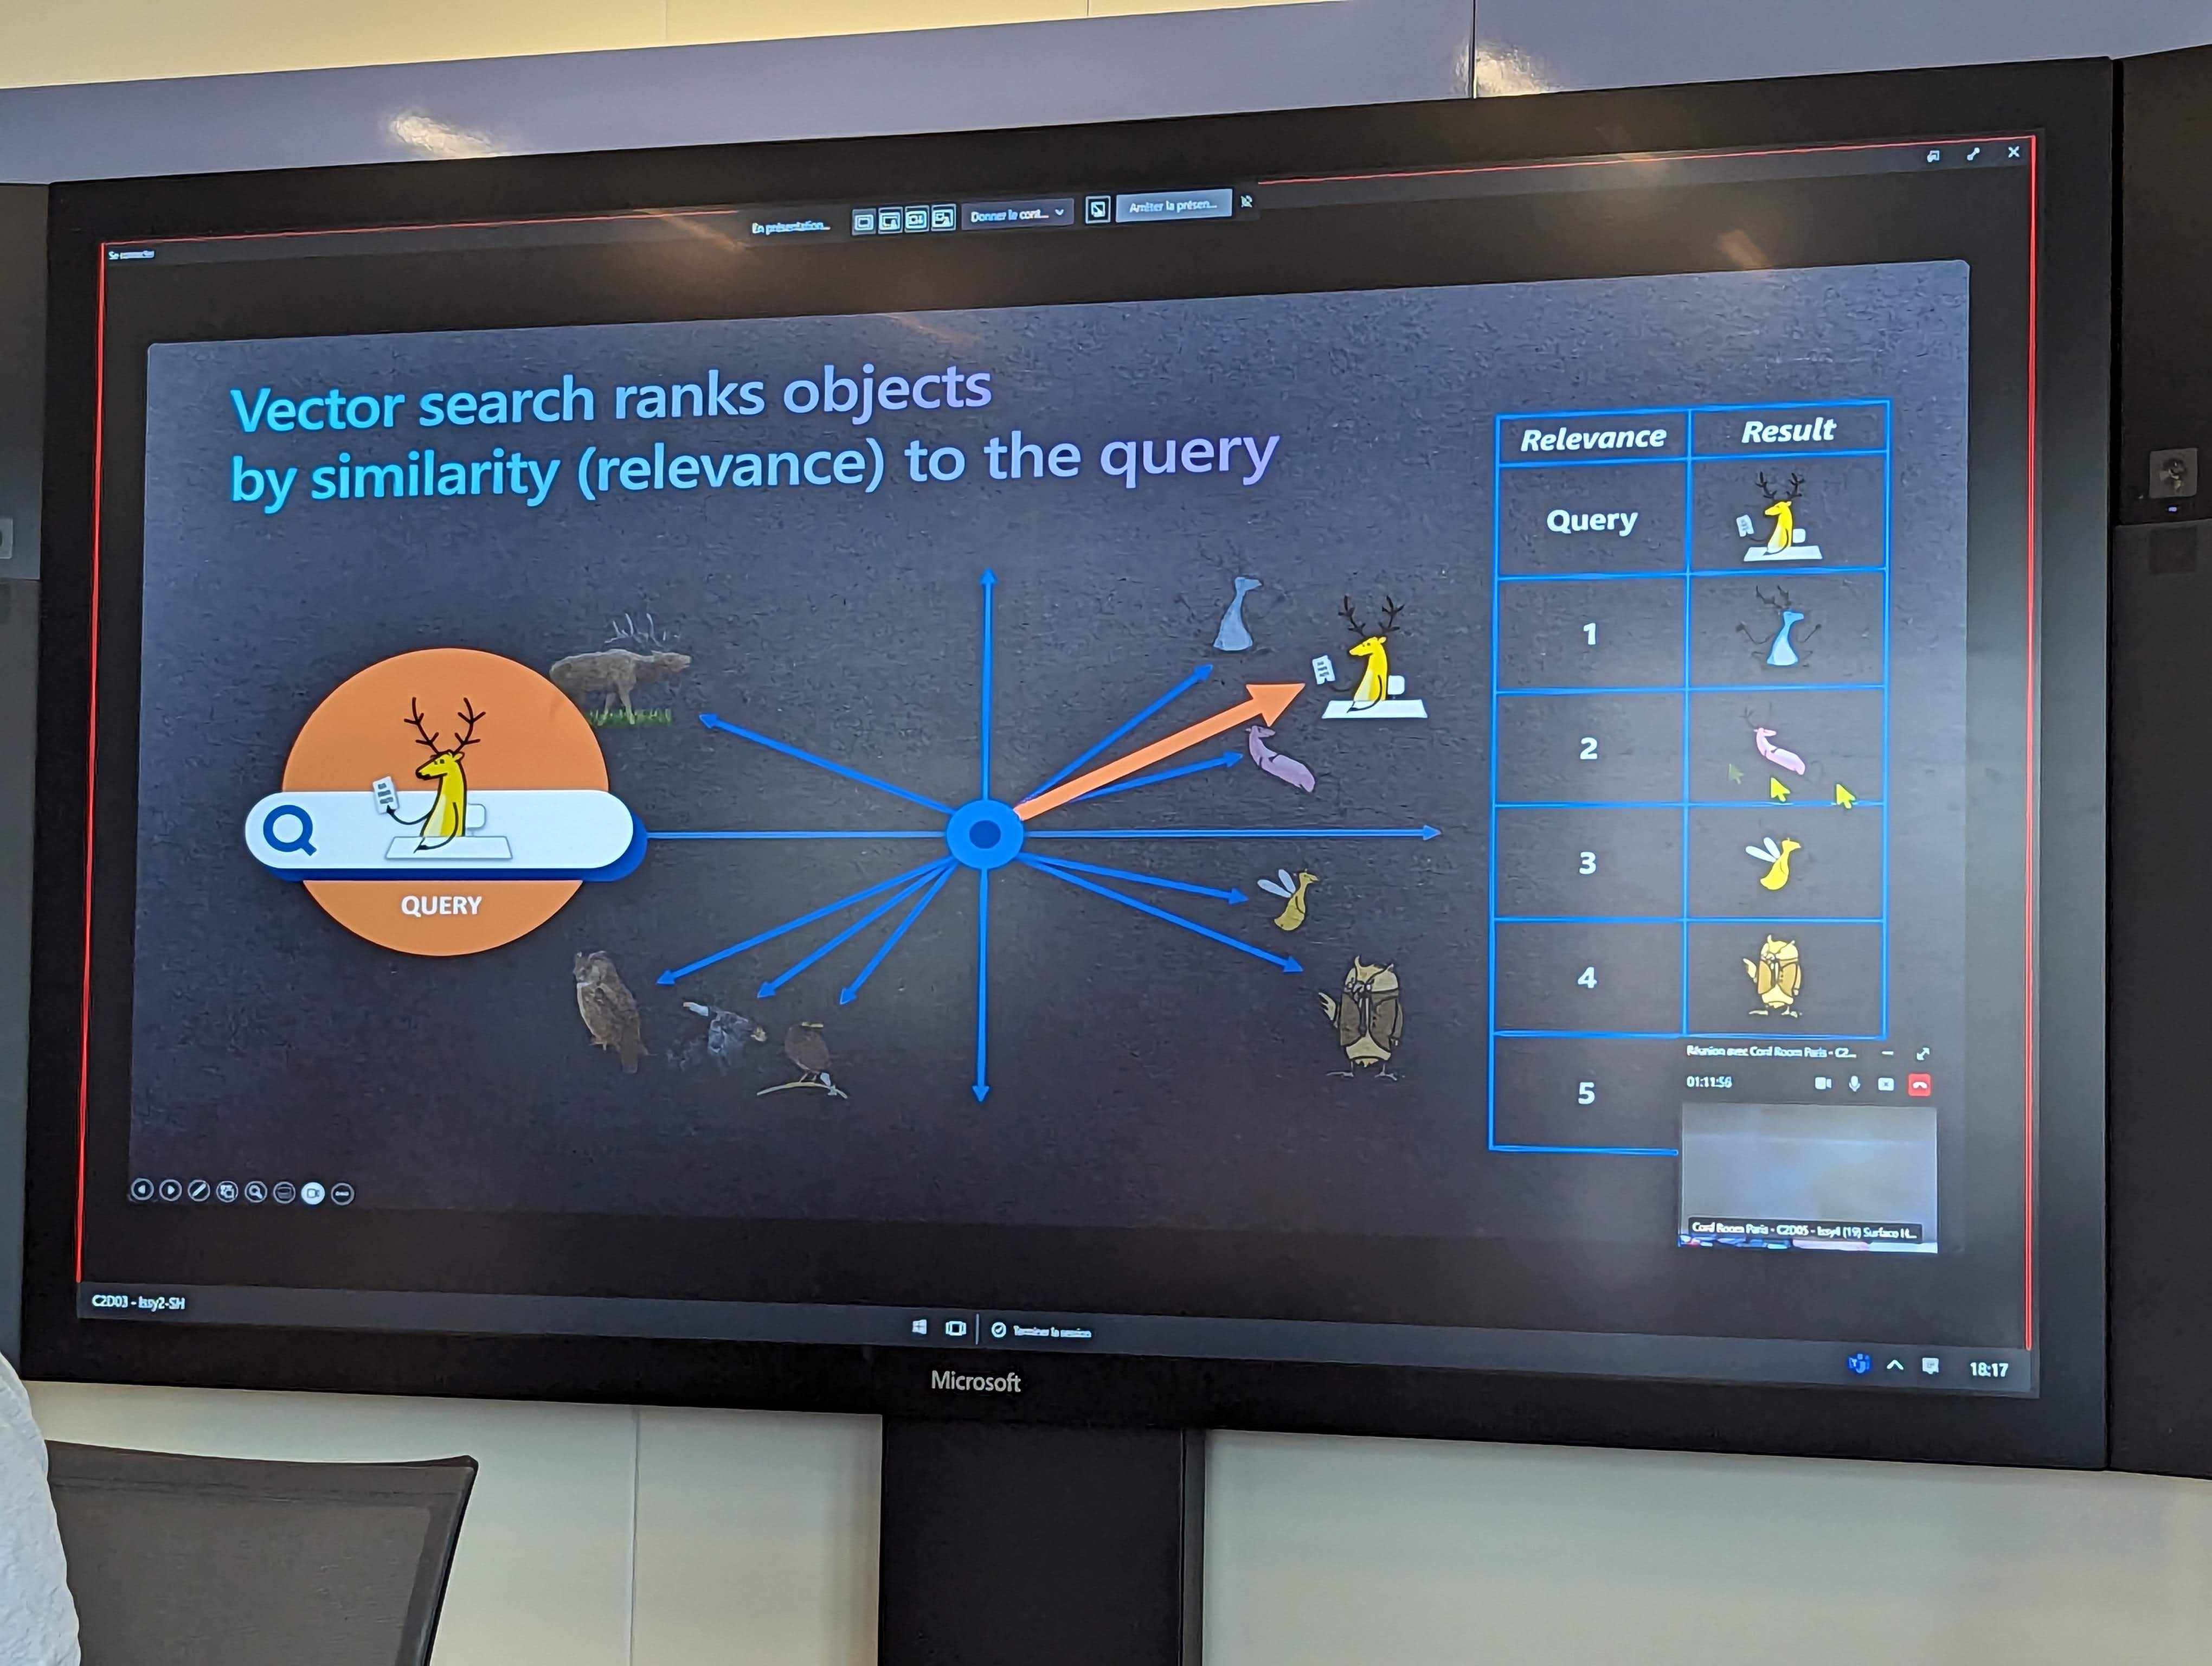 En présentation...
Donner le cont...
Arrêter la présen...
Se connecter
Vector search ranks objects
by similarity (relevance) to the query
QUERY
Relevance Result
Query
1
2
3
4
5
Réunion avec Conf Room Paris - C2...
01:11:56
Conf Room Paris - C2D05 - Issy4 (19) Surface H...
C2D03 - Issy2-SH
Terminer la session
18:17
Microsoft